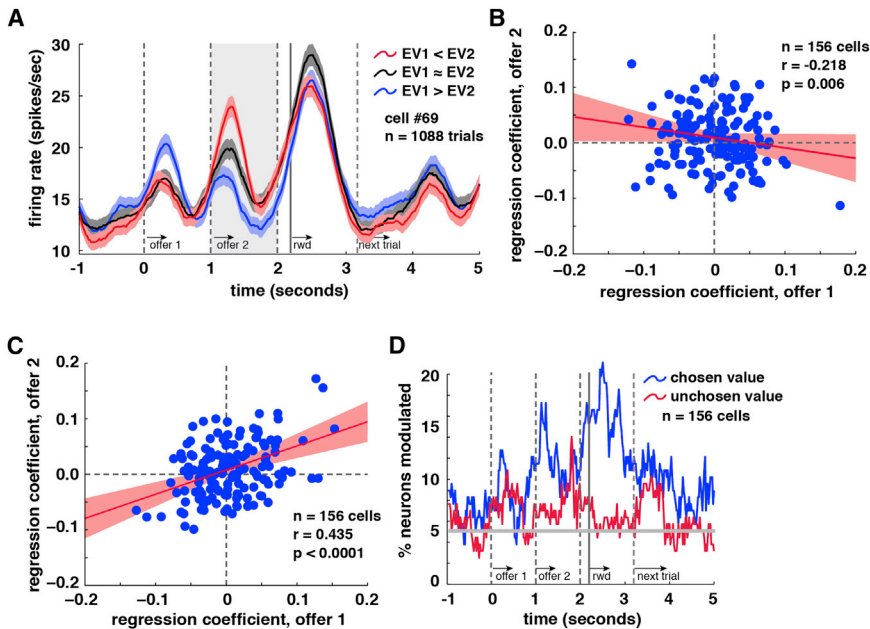 A
firing rate (spikes/sec)
30
25
20
15
10
EV1 < EV2
EV1 ≈ EV2
EV1 > EV2
cell #69
n = 1088 trials
offer 1
offer 2
rwd
next trial
-1 0 1 2 3 4 5
time (seconds)
B
regression coefficient, offer 2
0.2
0.1
0.0
−0.1
−0.2
n = 156 cells
r = -0.218
p = 0.006
−0.2 −0.1 0 0.1 0.2
regression coefficient, offer 1
C
regression coefficient, offer 2
0.2
0.1
0.0
−0.1
−0.2
n = 156 cells
r = 0.435
p < 0.0001
−0.2 −0.1 0 0.1 0.2
regression coefficient, offer 1
D
% neurons modulated
20
15
10
5
0
chosen value
unchosen value
n = 156 cells
offer 1
offer 2
rwd
next trial
-1 0 1 2 3 4 5
time (seconds)